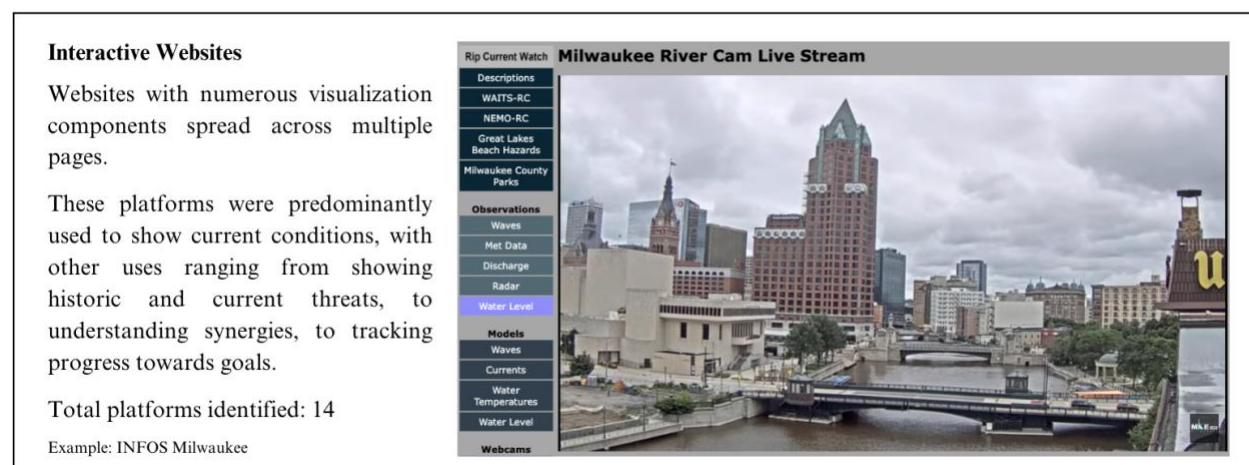 Interactive Websites
Websites with numerous visualization
components spread across multiple
pages.
These platforms were predominantly
used to show current conditions, with
other uses ranging from showing
historic and current threats, to
understanding synergies, to tracking
progress towards goals.
Total platforms identified: 14
Example: INFOS Milwaukee
Rip Current Watch
Descriptions
WAITS-RC
NEMO-RC
Great Lakes
Beach Hazards
Milwaukee County
Parks
Observations
Waves
Met Data
Discharge
Radar
Water Level
Models
Waves
Currents
Water
Temperatures
Water Level
Webcams
Milwaukee River Cam Live Stream